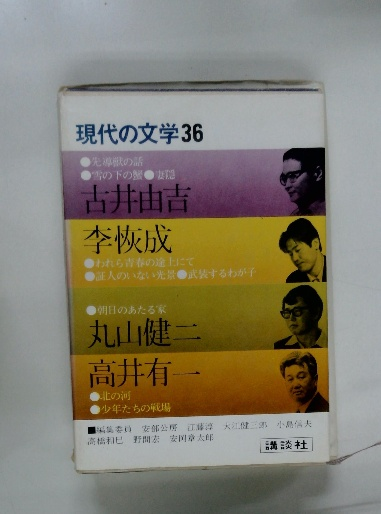 現代の文学36
●先導獣の話
●雪の下の蟹●妻隠
古井由吉
李恢成
●われら青春の途上にて
●証人のいない光景●武装するわが子
●朝日のあたる家
丸山健二
高井有一
●北の河
●少年たちの戦場
■編集委員 安部公房 江藤淳 大江健三郎 小島信夫
高橋和巳 野間宏 安岡章太郎
講談社